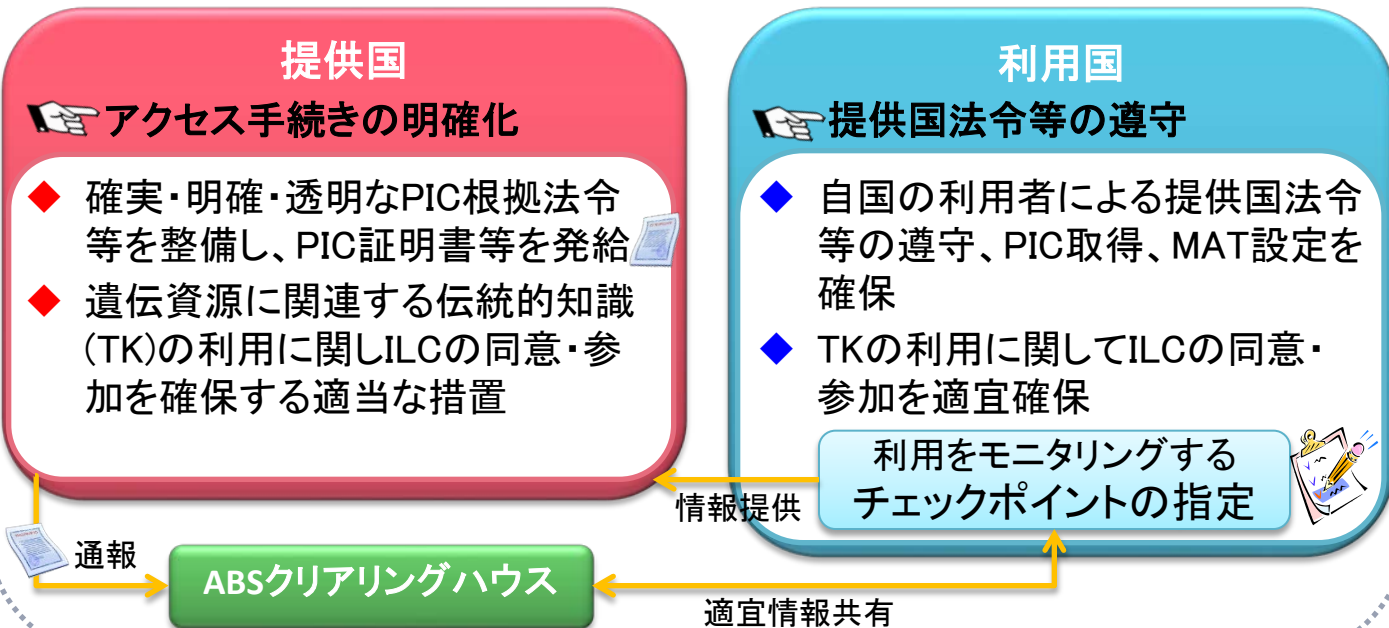 提供国
アクセス手続きの明確化
◆ 確実・明確・透明なPIC根拠法令
等を整備し、PIC証明書等を発給
◆ 遺伝資源に関連する伝統的知識
(TK)の利用に関しILCの同意・参
加を確保する適当な措置
利用国
提供国法令等の遵守
◆ 自国の利用者による提供国法令
等の遵守、PIC取得、MAT設定を
確保
◆ TKの利用に関してILCの同意・
参加を適宜確保
利用をモニタリングする
チェックポイントの指定
情報提供
通報
ABSクリアリングハウス
適宜情報共有